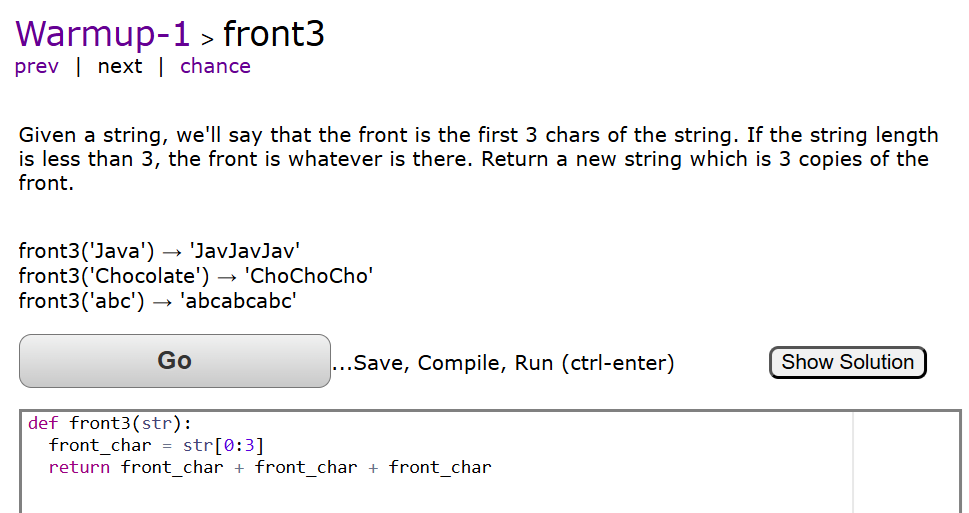 Warmup-1 > front3
prev | next | chance
Given a string, we'll say that the front is the first 3 chars of the string. If the string length
is less than 3, the front is whatever is there. Return a new string which is 3 copies of the
front.
front3('Java') → 'JavJavJav'
front3('Chocolate') → 'ChoChoCho'
front3('abc') → 'abcabcabc'
Go ...Save, Compile, Run (ctrl-enter) Show Solution
def front3(str):
  front_char = str[0:3]
  return front_char + front_char + front_char